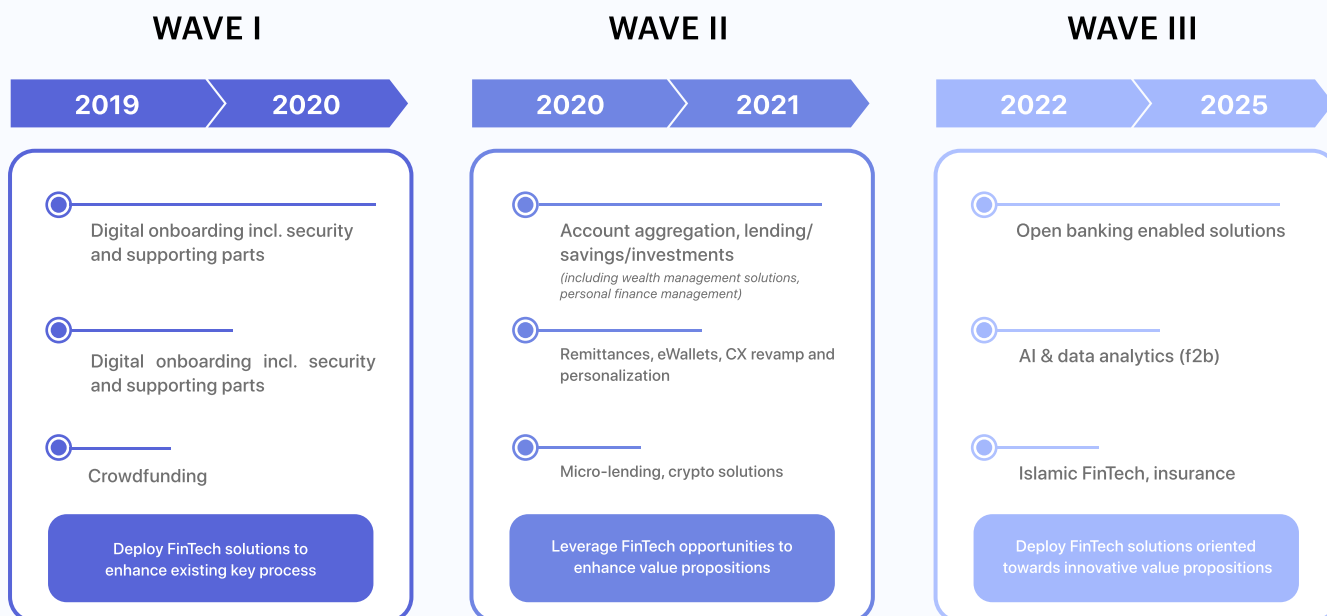 WAVE I
2019
2020
Digital onboarding incl. security
and supporting parts
Digital onboarding incl. security
and supporting parts
Crowdfunding
Deploy FinTech solutions to
enhance existing key process
WAVE II
2020
2021
Account aggregation, lending/
savings/investments
(including wealth management solutions,
personal finance management)
Remittances, eWallets, CX revamp and
personalization
Micro-lending, crypto solutions
Leverage FinTech opportunities to
enhance value propositions
WAVE III
2022
2025
Open banking enabled solutions
AI & data analytics (f2b)
Islamic FinTech, insurance
Deploy FinTech solutions oriented
towards innovative value propositions